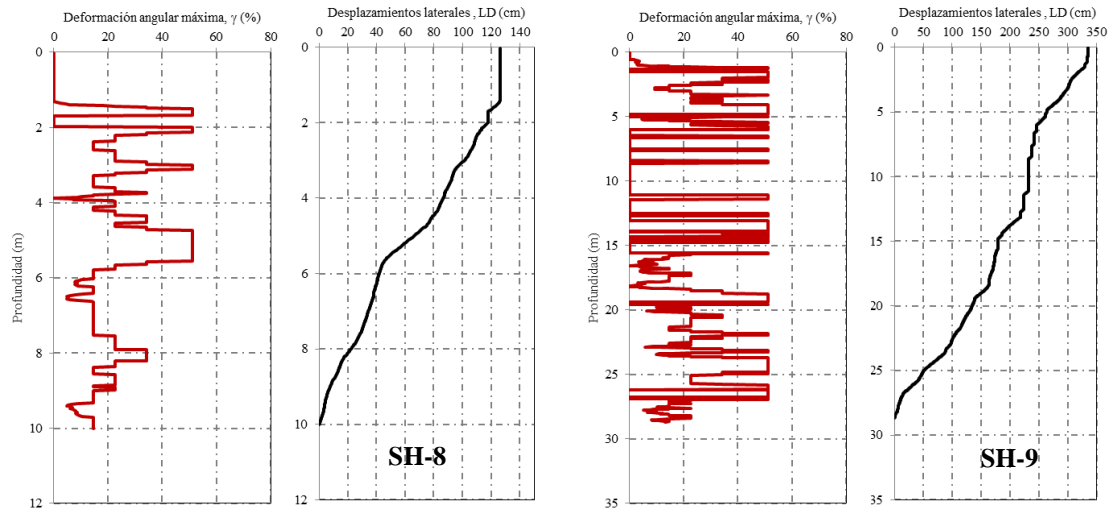 Deformación angular máxima, γ (%)
0 20 40 60 80
Profundidad (m)
0
2
4
6
8
10
12
Desplazamientos laterales , LD (cm)
0 20 40 60 80 100 120 140
0
2
4
6
8
10
12
SH-8
Deformación angular máxima, γ (%)
0 20 40 60 80
Profundidad (m)
0
5
10
15
20
25
30
35
Desplazamientos laterales , LD (cm)
0 50 100 150 200 250 300 350
0
5
10
15
20
25
30
35
SH-9